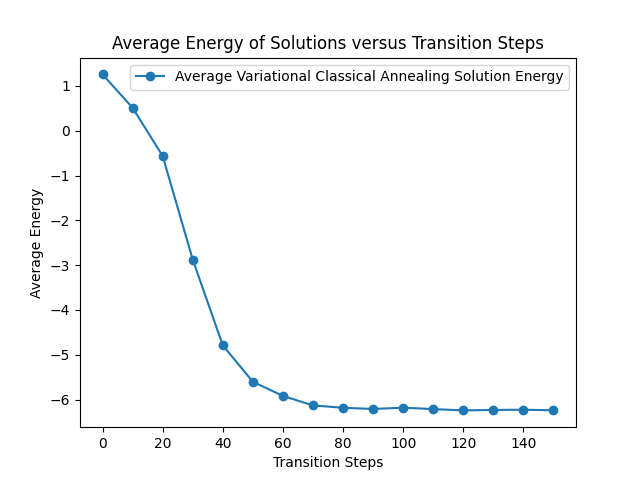 Average Energy of Solutions versus Transition Steps
Average Variational Classical Annealing Solution Energy
Average Energy
1
0
−1
−2
−3
−4
−5
−6
0 20 40 60 80 100 120 140
Transition Steps